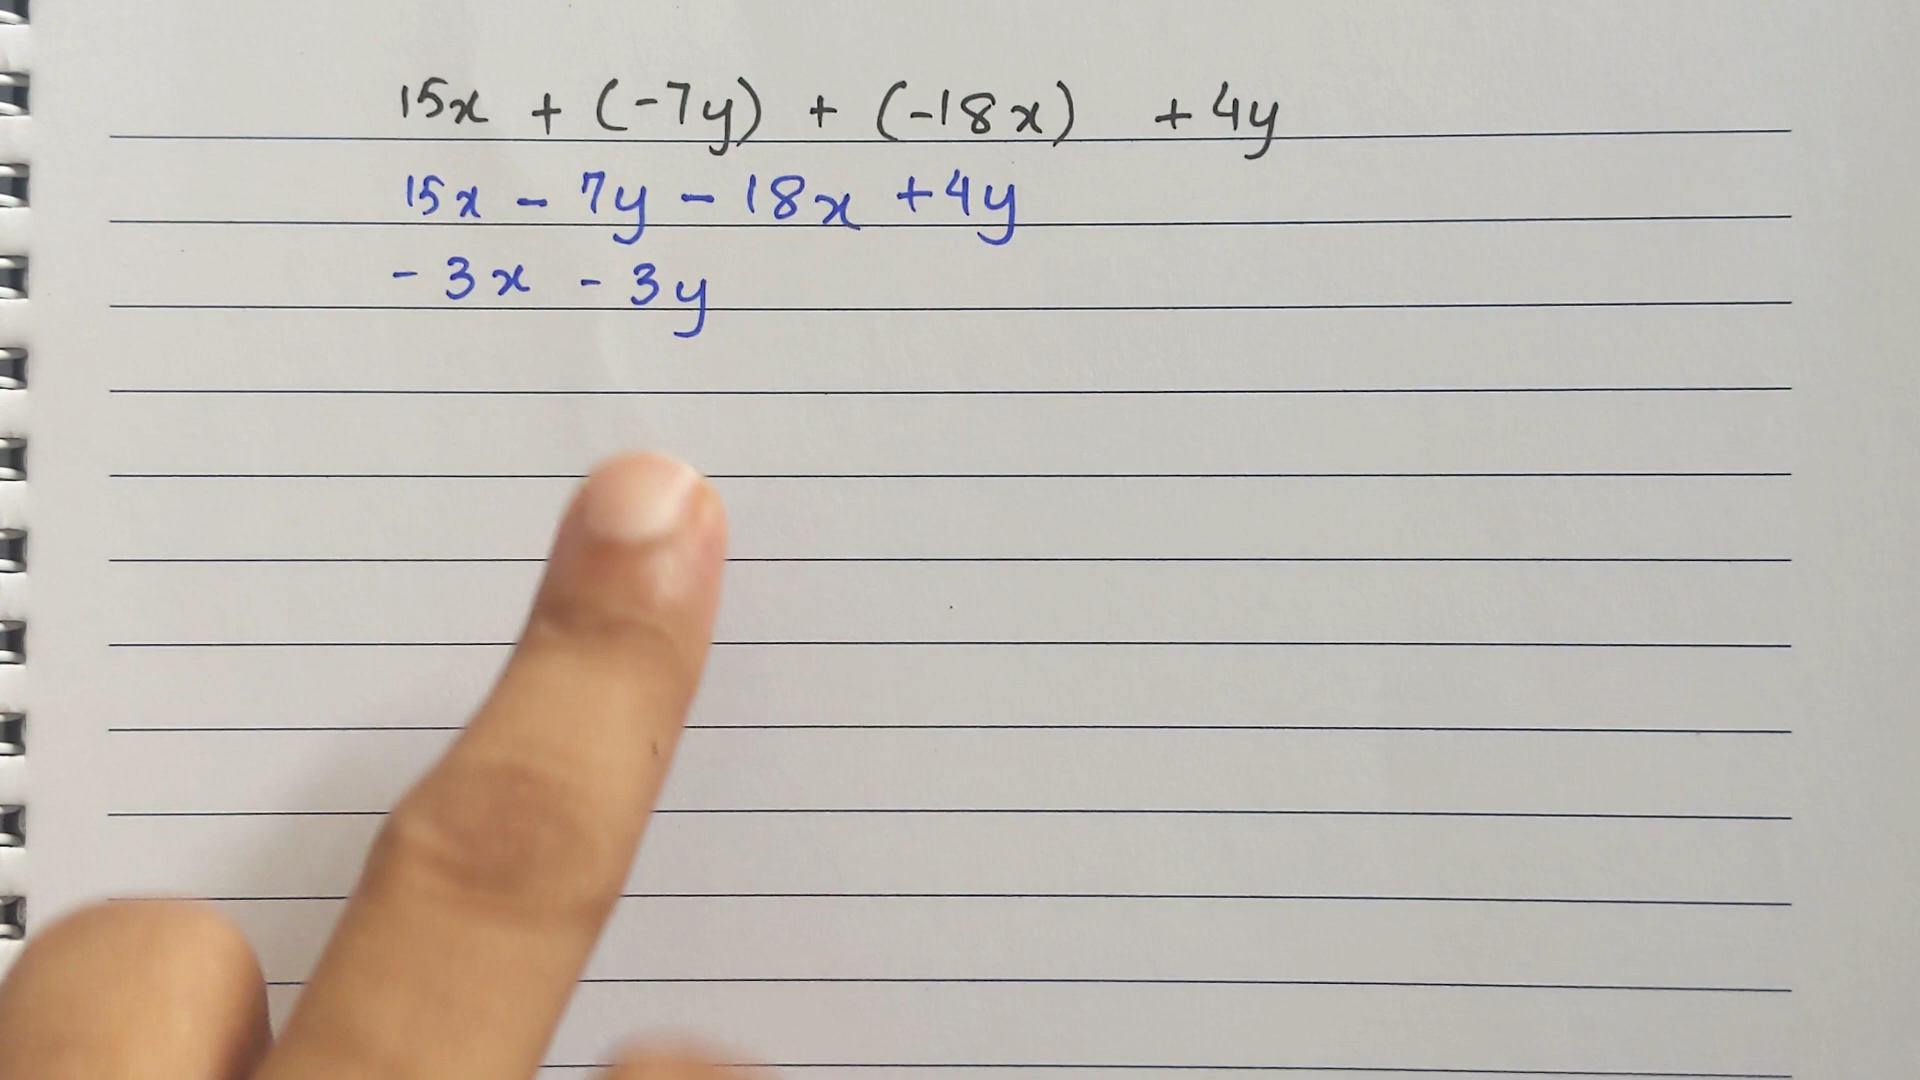 15x + (-7y) + (-18x) + 4y
15x - 7y - 18x + 4y
- 3x - 3y